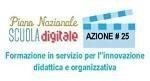 Piano Nazionale
SCUOLA digitale
AZIONE # 25
Formazione in servizio per l'innovazione
didattica e organizzativa